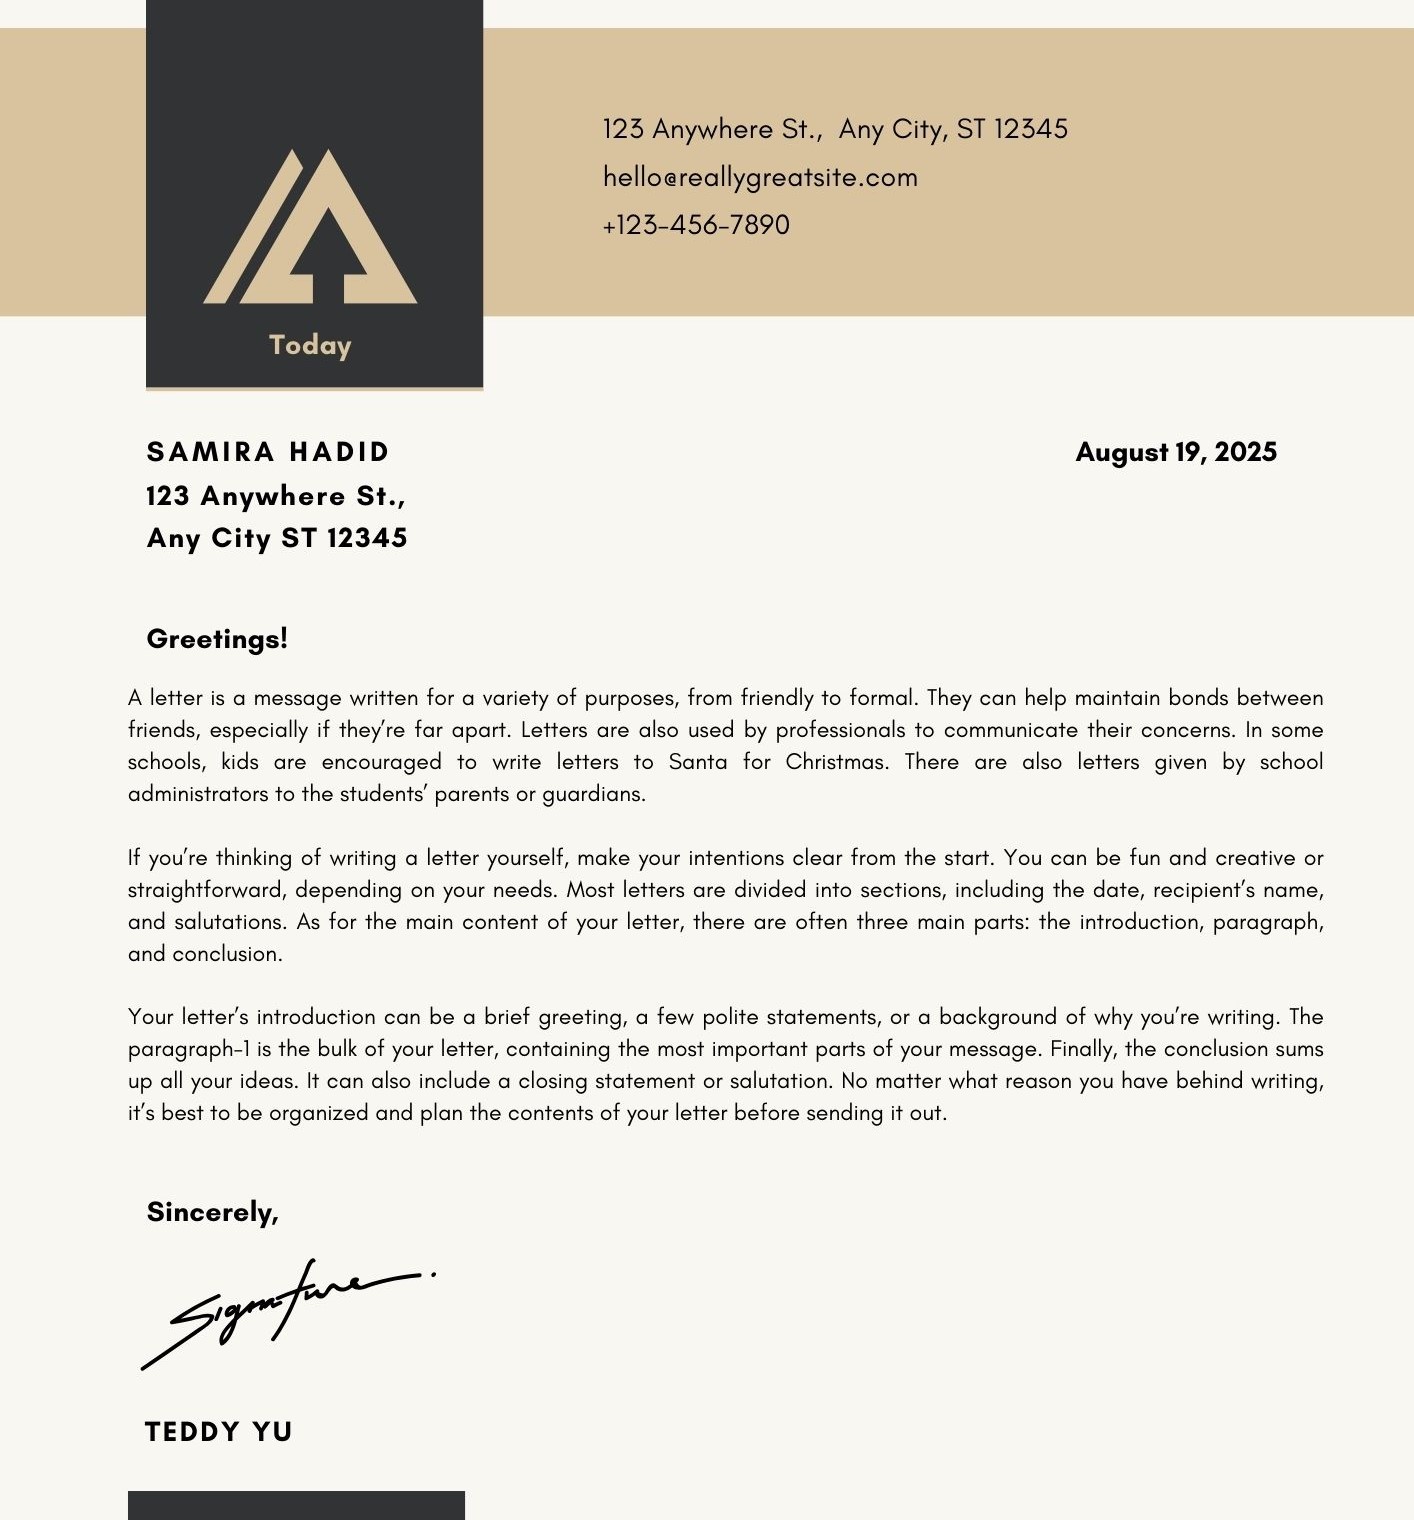 Today
123 Anywhere St.,  Any City, ST 12345
hello@reallygreatsite.com
+123-456-7890
SAMIRA HADID
123 Anywhere St.,
Any City ST 12345
August 19, 2025
Greetings!
A letter is a message written for a variety of purposes, from friendly to formal. They can help maintain bonds between
friends, especially if they’re far apart. Letters are also used by professionals to communicate their concerns. In some
schools, kids are encouraged to write letters to Santa for Christmas. There are also letters given by school
administrators to the students’ parents or guardians.
If you’re thinking of writing a letter yourself, make your intentions clear from the start. You can be fun and creative or
straightforward, depending on your needs. Most letters are divided into sections, including the date, recipient’s name,
and salutations. As for the main content of your letter, there are often three main parts: the introduction, paragraph,
and conclusion.
Your letter’s introduction can be a brief greeting, a few polite statements, or a background of why you’re writing. The
paragraph-1 is the bulk of your letter, containing the most important parts of your message. Finally, the conclusion sums
up all your ideas. It can also include a closing statement or salutation. No matter what reason you have behind writing,
it’s best to be organized and plan the contents of your letter before sending it out.
Sincerely,
Signature.
TEDDY YU